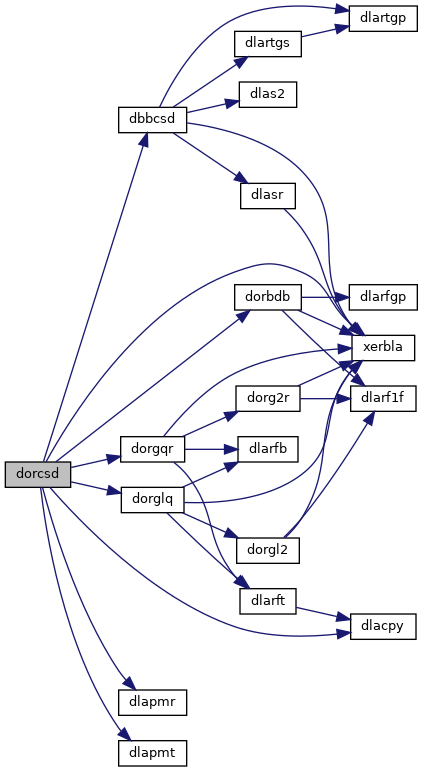 dlartgp
dlartgs
dlas2
dbbcsd
dlasr
dorbdb
dlarfgp
xerbla
dorg2r
dlarf1f
dorgqr
dlarfb
dorcsd
dorglq
dorgl2
dlarft
dlacpy
dlapmr
dlapmt